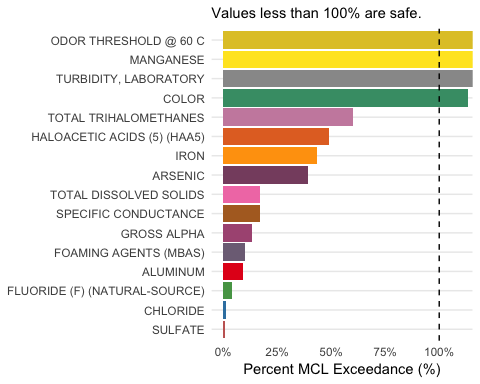 Values less than 100% are safe.
ODOR THRESHOLD @ 60 C
MANGANESE
TURBIDITY, LABORATORY
COLOR
TOTAL TRIHALOMETHANES
HALOACETIC ACIDS (5) (HAA5)
IRON
ARSENIC
TOTAL DISSOLVED SOLIDS
SPECIFIC CONDUCTANCE
GROSS ALPHA
FOAMING AGENTS (MBAS)
ALUMINUM
FLUORIDE (F) (NATURAL-SOURCE)
CHLORIDE
SULFATE
0% 25% 50% 75% 100%
Percent MCL Exceedance (%)